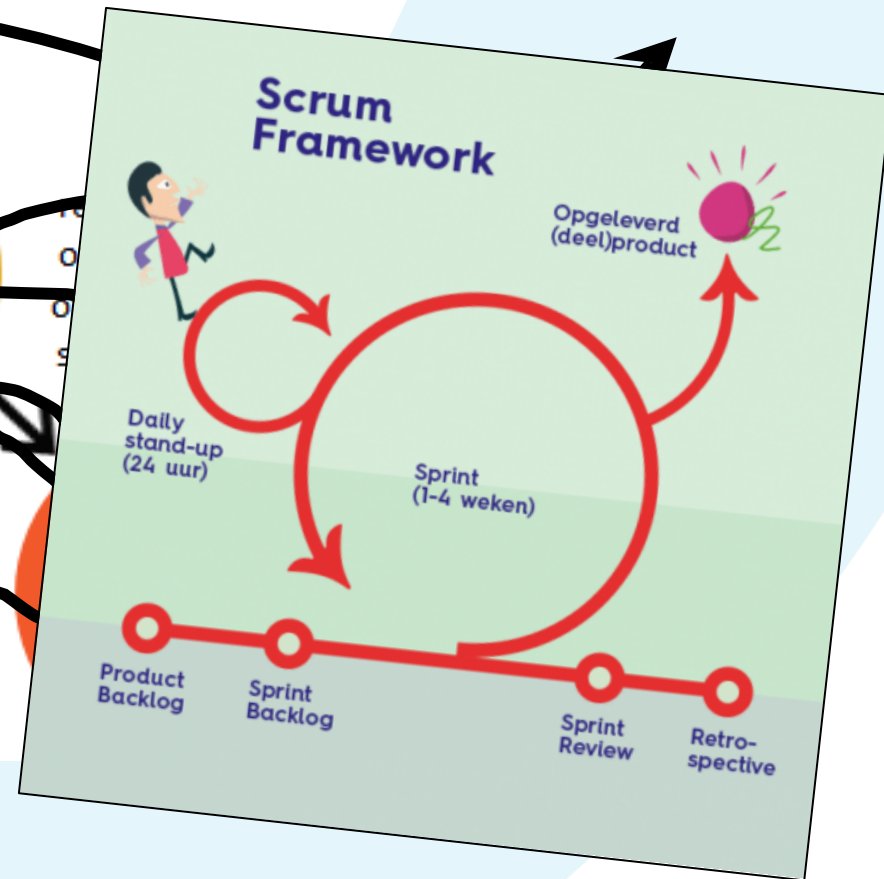 Scrum
Framework
Opgeleverd
(deel)product
Daily
stand-up
(24 uur)
Sprint
(1-4 weken)
Product
Backlog
Sprint
Backlog
Sprint
Review
Retro-
spective